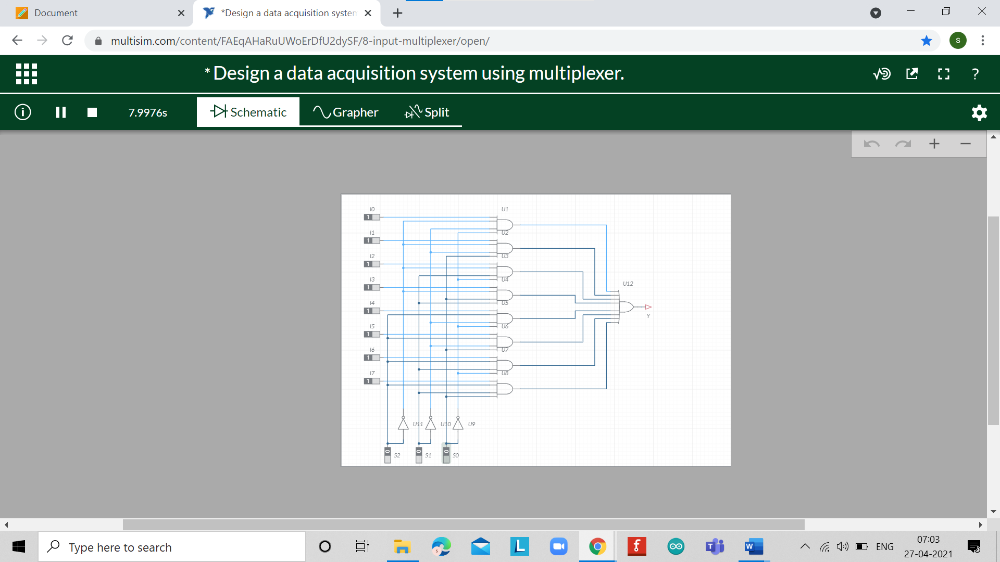 Document
*Design a data acquisition system
multisim.com/content/FAEqAHaRuUWoErDfU2dySF/8-input-multiplexer/open/
S
* Design a data acquisition system using multiplexer.
?
7.9976s
Schematic
Grapher
Split
I0
1
U1
I1
1
U2
I2
1
U3
I3
1
U4
U12
I4
1
U5
Y
I5
1
U6
I6
1
U7
I7
1
U8
U11
U10
U9
0
S2
0
S1
0
S0
Type here to search
S
L
f
T
W
ENG
07:03
27-04-2021